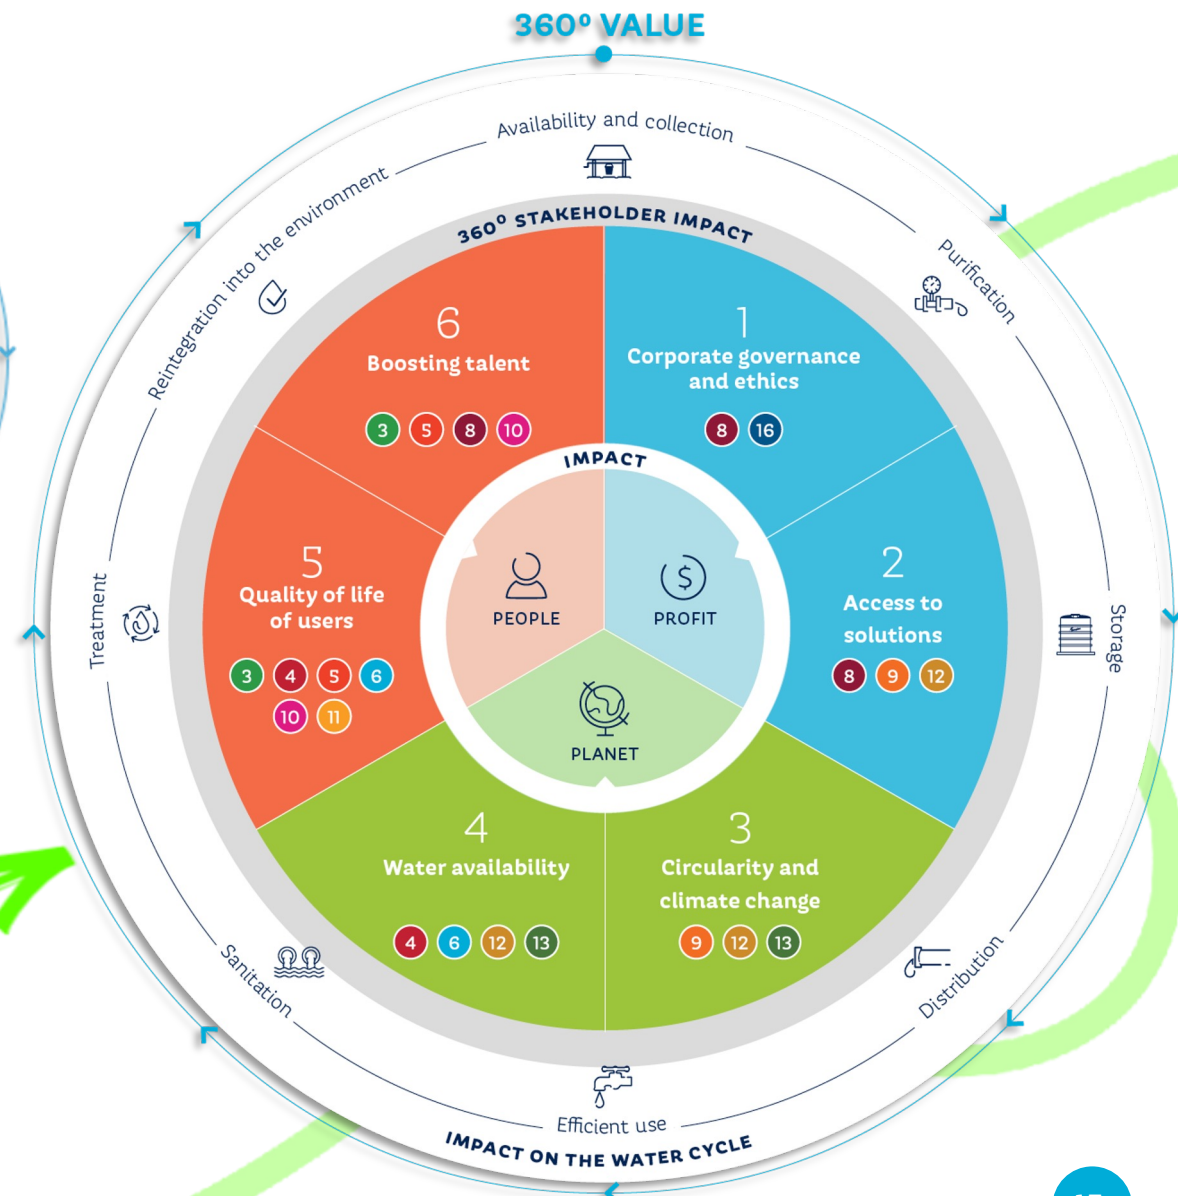 360º VALUE
Availability and collection
Purification
Storage
Distribution
Efficient use
Sanitation
Treatment
Reintegration into the environment
IMPACT ON THE WATER CYCLE
360º STAKEHOLDER IMPACT
1
Corporate governance
and ethics
8 16
2
Access to
solutions
8 9 12
3
Circularity and
climate change
9 12 13
4
Water availability
4 6 12 13
5
Quality of life
of users
3 4 5 6
10 11
6
Boosting talent
3 5 8 10
IMPACT
PEOPLE
$
PROFIT
PLANET